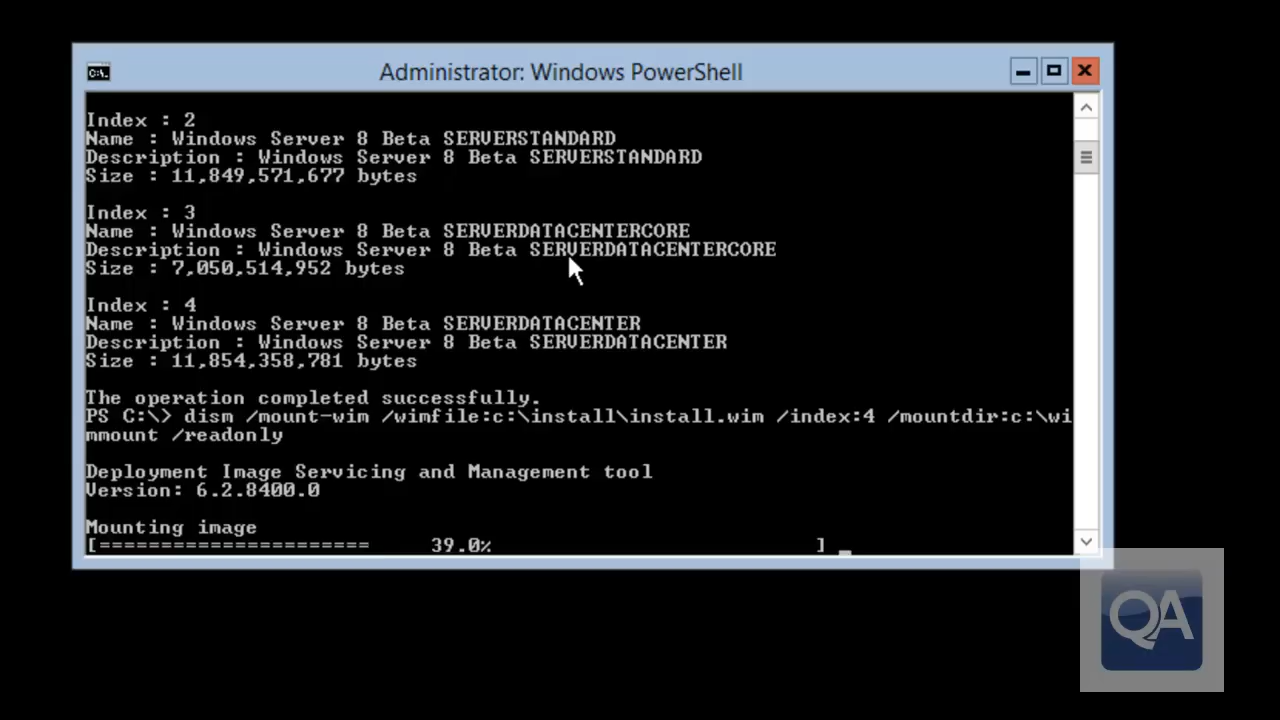 C:\.
Administrator: Windows PowerShell
Index : 2
Name : Windows Server 8 Beta SERVERSTANDARD
Description : Windows Server 8 Beta SERVERSTANDARD
Size : 11,849,571,677 bytes
Index : 3
Name : Windows Server 8 Beta SERVERDATACENTERCORE
Description : Windows Server 8 Beta SERVERDATACENTERCORE
Size : 7,050,514,952 bytes
Index : 4
Name : Windows Server 8 Beta SERVERDATACENTER
Description : Windows Server 8 Beta SERVERDATACENTER
Size : 11,854,358,781 bytes
The operation completed successfully.
PS C:\> dism /mount-wim /wimfile:c:\install\install.wim /index:4 /mountdir:c:\wi
mmount /readonly
Deployment Image Servicing and Management tool
Version: 6.2.8400.0
Mounting image
[====================== 39.0% ] _
QA